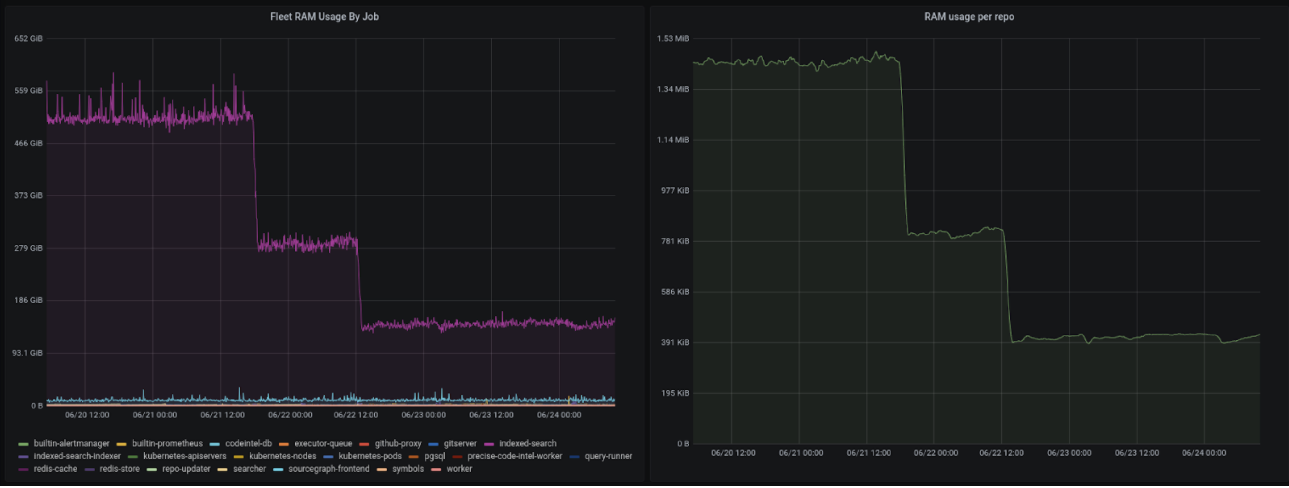 Fleet RAM Usage By Job
652 GiB
559 GiB
466 GiB
373 GiB
279 GiB
186 GiB
93.1 GiB
0 B
06/20 12:00 06/21 00:00 06/21 12:00 06/22 00:00 06/22 12:00 06/23 00:00 06/23 12:00 06/24 00:00
builtin-alertmanager builtin-prometheus codeintel-db executor-queue github-proxy gitserver indexed-search
indexed-search-indexer kubernetes-apiservers kubernetes-nodes kubernetes-pods pgsql precise-code-intel-worker query-runner
redis-cache redis-store repo-updater searcher sourcegraph-frontend symbols worker
RAM usage per repo
1.53 MiB
1.34 MiB
1.14 MiB
977 KiB
781 KiB
586 KiB
391 KiB
195 KiB
0 B
06/20 12:00 06/21 00:00 06/21 12:00 06/22 00:00 06/22 12:00 06/23 00:00 06/23 12:00 06/24 00:00